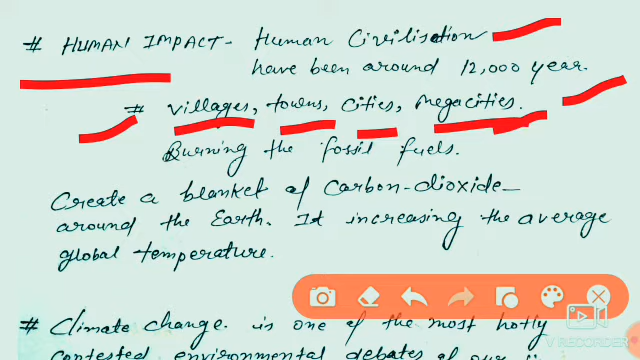 # HUMAN IMPACT - Human Civilisation
have been around 12,000 year.
# Villages, towns, Cities, Megacities.
Burning the fossil fuels.
Create a blanket of Carbon-dioxide-
around the Earth. It increasing the average
global temperature.
# Climate change. is one of the most hotly
contested environmental debates of our
V RECORDER